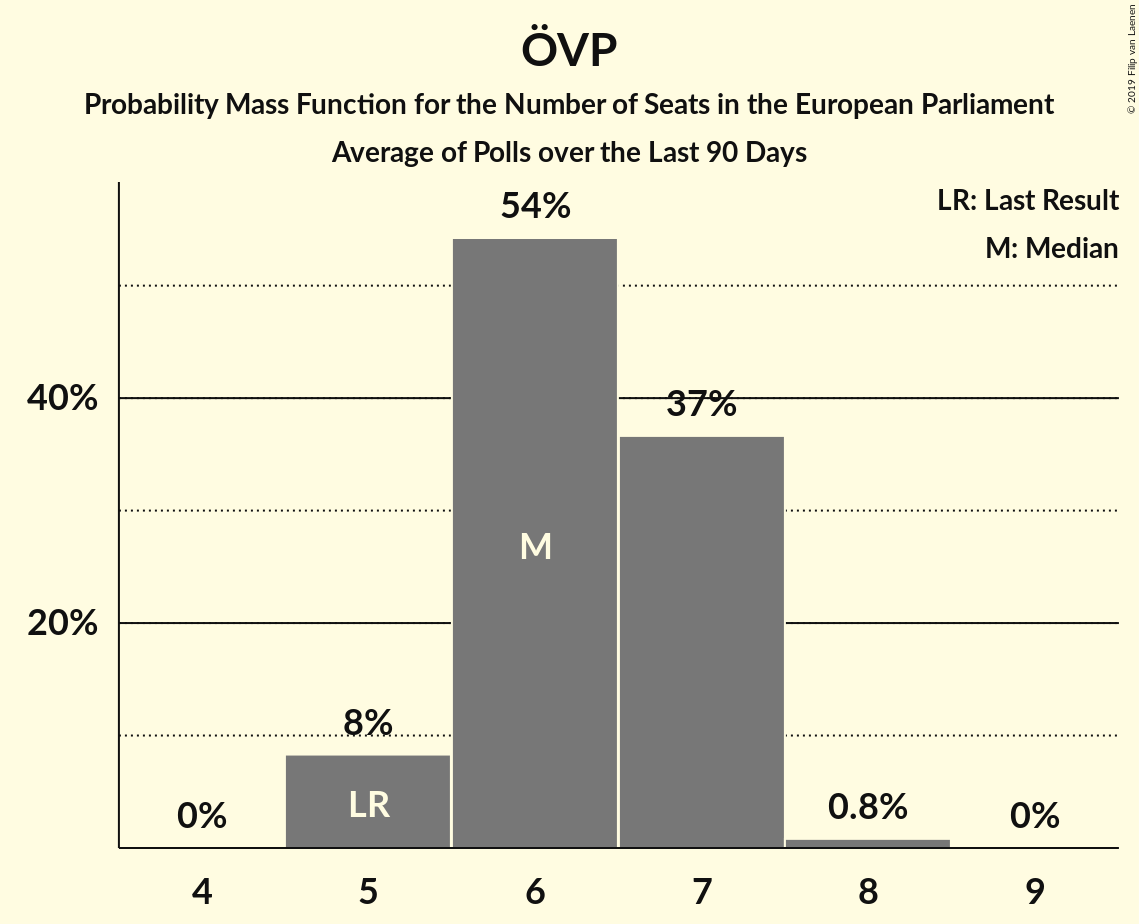 ÖVP
Probability Mass Function for the Number of Seats in the European Parliament
Average of Polls over the Last 90 Days
© 2019 Filip van Laenen
LR: Last Result
M: Median
54%
40%
37%
M
20%
8%
LR
0%
0.8%
0%
4 5 6 7 8 9